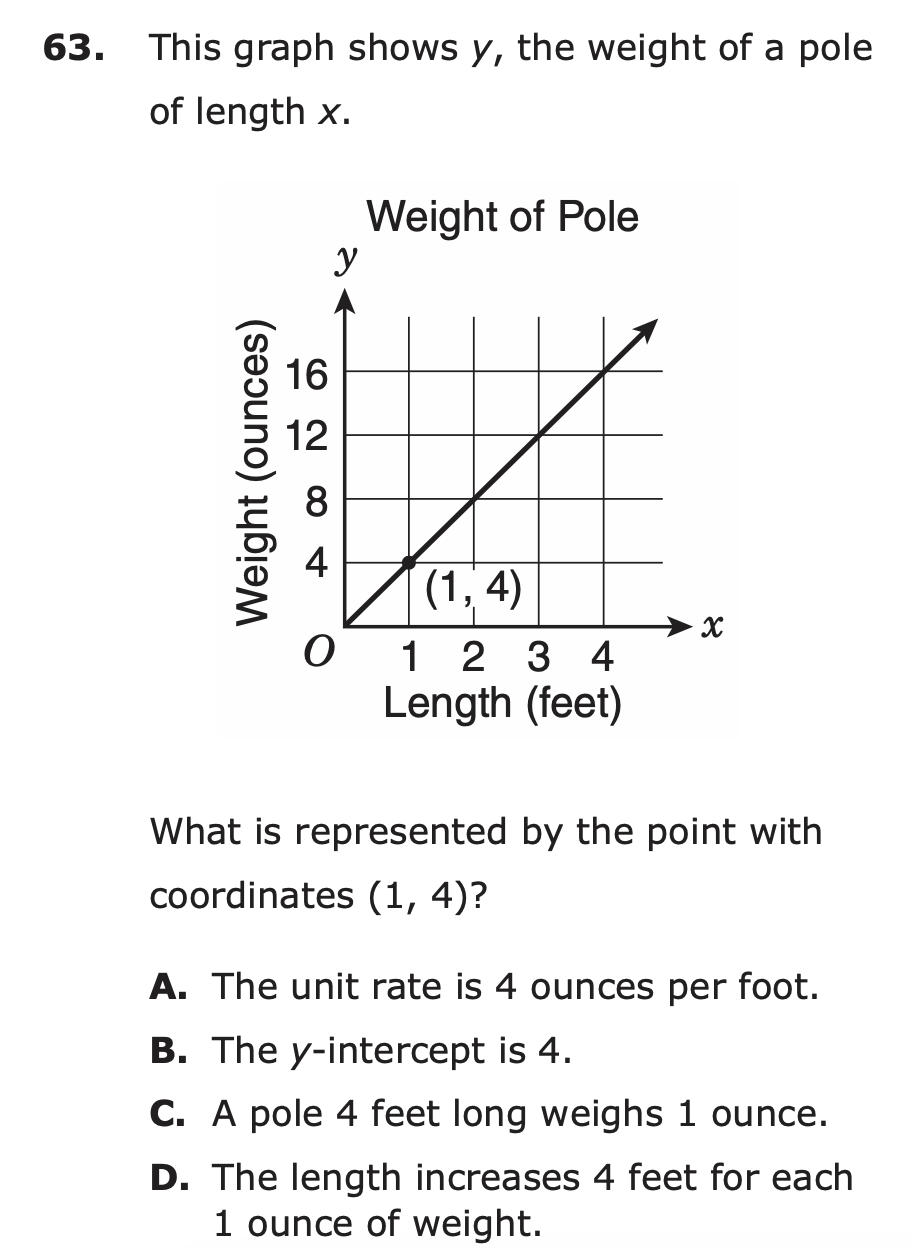 63. This graph shows y, the weight of a pole
of length x.
Weight of Pole
y
Weight (ounces)
16
12
8
4
(1, 4)
O
1 2 3 4
x
Length (feet)
What is represented by the point with
coordinates (1, 4)?
A. The unit rate is 4 ounces per foot.
B. The y-intercept is 4.
C. A pole 4 feet long weighs 1 ounce.
D. The length increases 4 feet for each
1 ounce of weight.